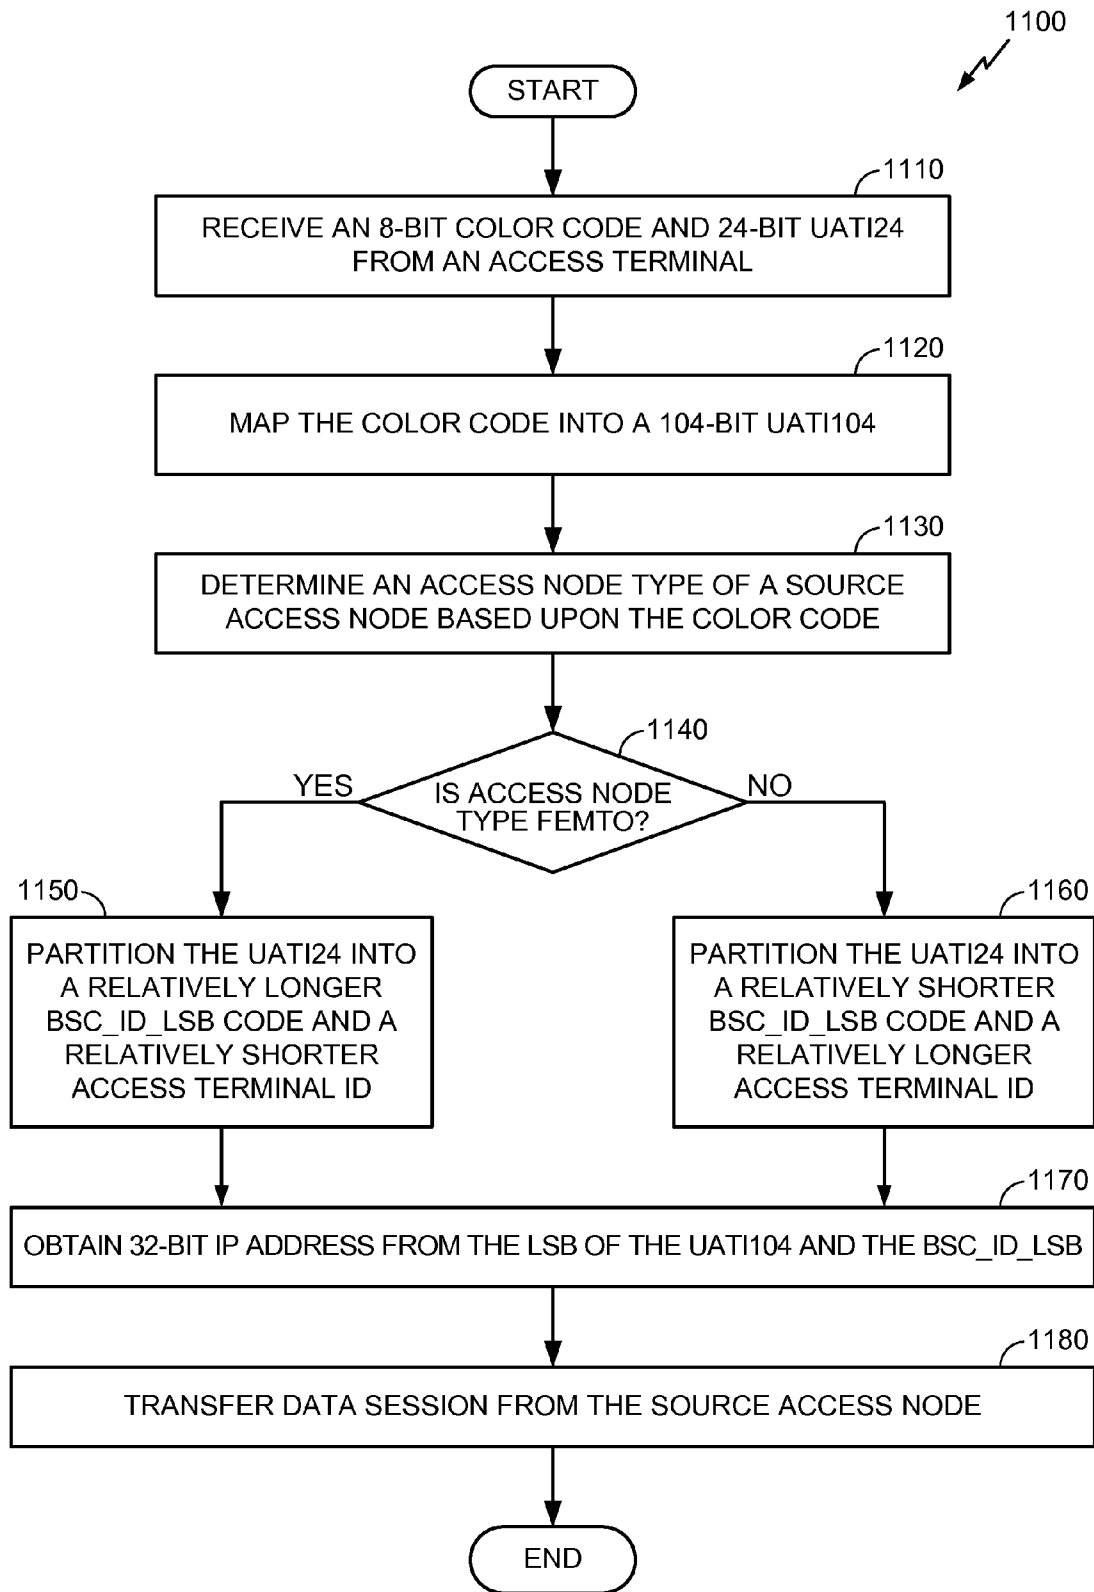 1100
START
1110
RECEIVE AN 8-BIT COLOR CODE AND 24-BIT UATI24
FROM AN ACCESS TERMINAL
1120
MAP THE COLOR CODE INTO A 104-BIT UATI104
1130
DETERMINE AN ACCESS NODE TYPE OF A SOURCE
ACCESS NODE BASED UPON THE COLOR CODE
1140
YES
IS ACCESS NODE
TYPE FEMTO?
NO
1150
PARTITION THE UATI24 INTO
A RELATIVELY LONGER
BSC_ID_LSB CODE AND A
RELATIVELY SHORTER
ACCESS TERMINAL ID
1160
PARTITION THE UATI24 INTO
A RELATIVELY SHORTER
BSC_ID_LSB CODE AND A
RELATIVELY LONGER
ACCESS TERMINAL ID
1170
OBTAIN 32-BIT IP ADDRESS FROM THE LSB OF THE UATI104 AND THE BSC_ID_LSB
1180
TRANSFER DATA SESSION FROM THE SOURCE ACCESS NODE
END